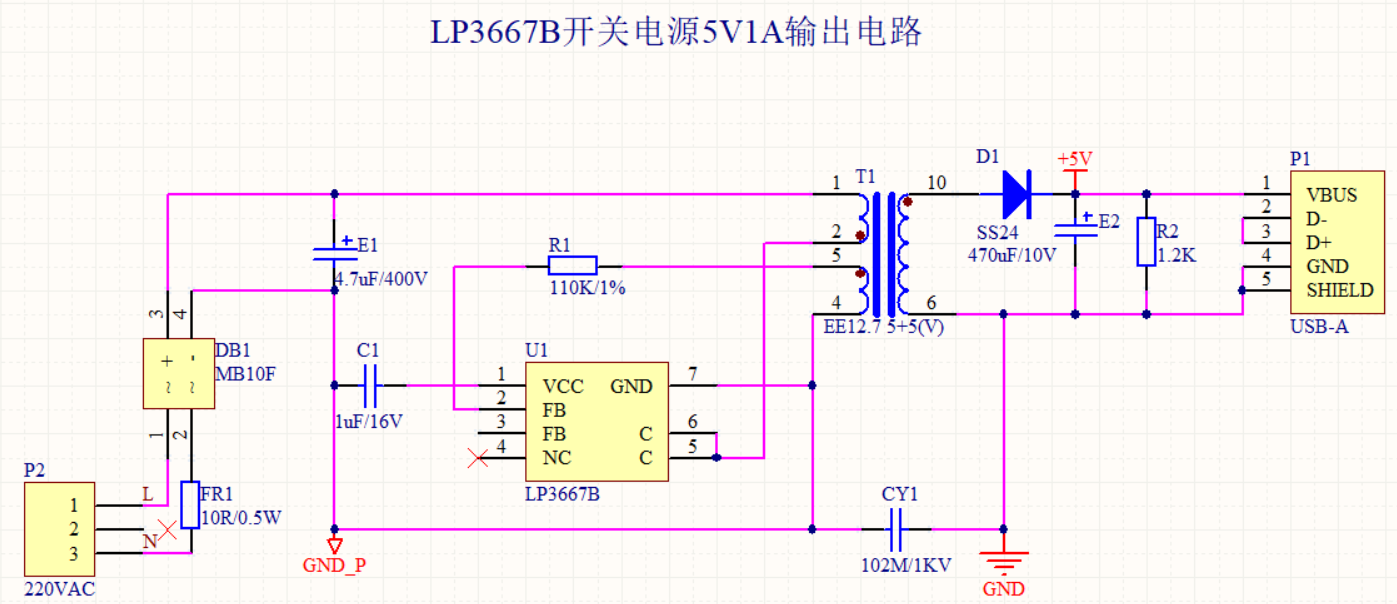 LP3667B开关电源5V1A输出电路
D1
+5V
P1
T1
1
10
1
VBUS
2
D-
E1
R1
2
SS24
E2
R2
3
D+
4.7uF/400V
5
470uF/10V
1.2K
4
GND
110K/1%
5
SHIELD
3
4
4
6
EE12.7 5+5(V)
USB-A
DB1
C1
U1
MB10F
1
VCC
GND
7
2
FB
1uF/16V
3
FB
C
6
1
2
4
NC
C
5
P2
LP3667B
L
FR1
CY1
1
10R/0.5W
2
N
3
GND_P
102M/1KV
220VAC
GND